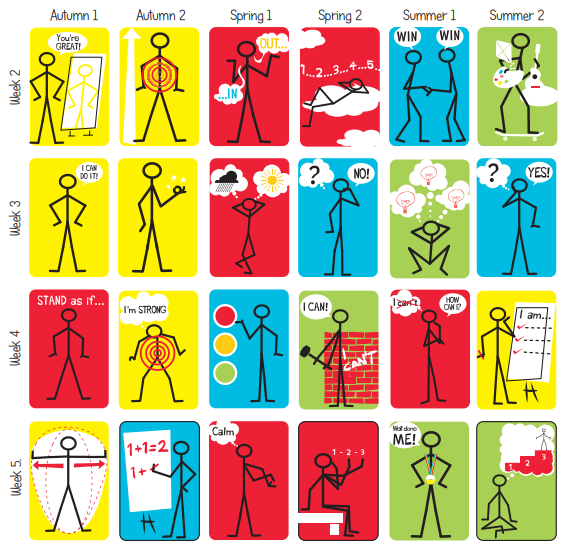 Autumn 1
Autumn 2
Spring 1
Spring 2
Summer 1
Summer 2
Week 2
You're
GREAT!
OUT...
...IN
1...2...3...4...5..
WIN
WIN
Week 3
I CAN
DO IT!
?
NO!
?
YES!
Week 4
STAND as if...
I'm STRONG
I CAN!
I
CAN'T
I can't
HOW
CAN I?
I am...
Week 5.
1+1=2
1+
Calm
1 - 2 - 3
Well done
ME!
1
2
3